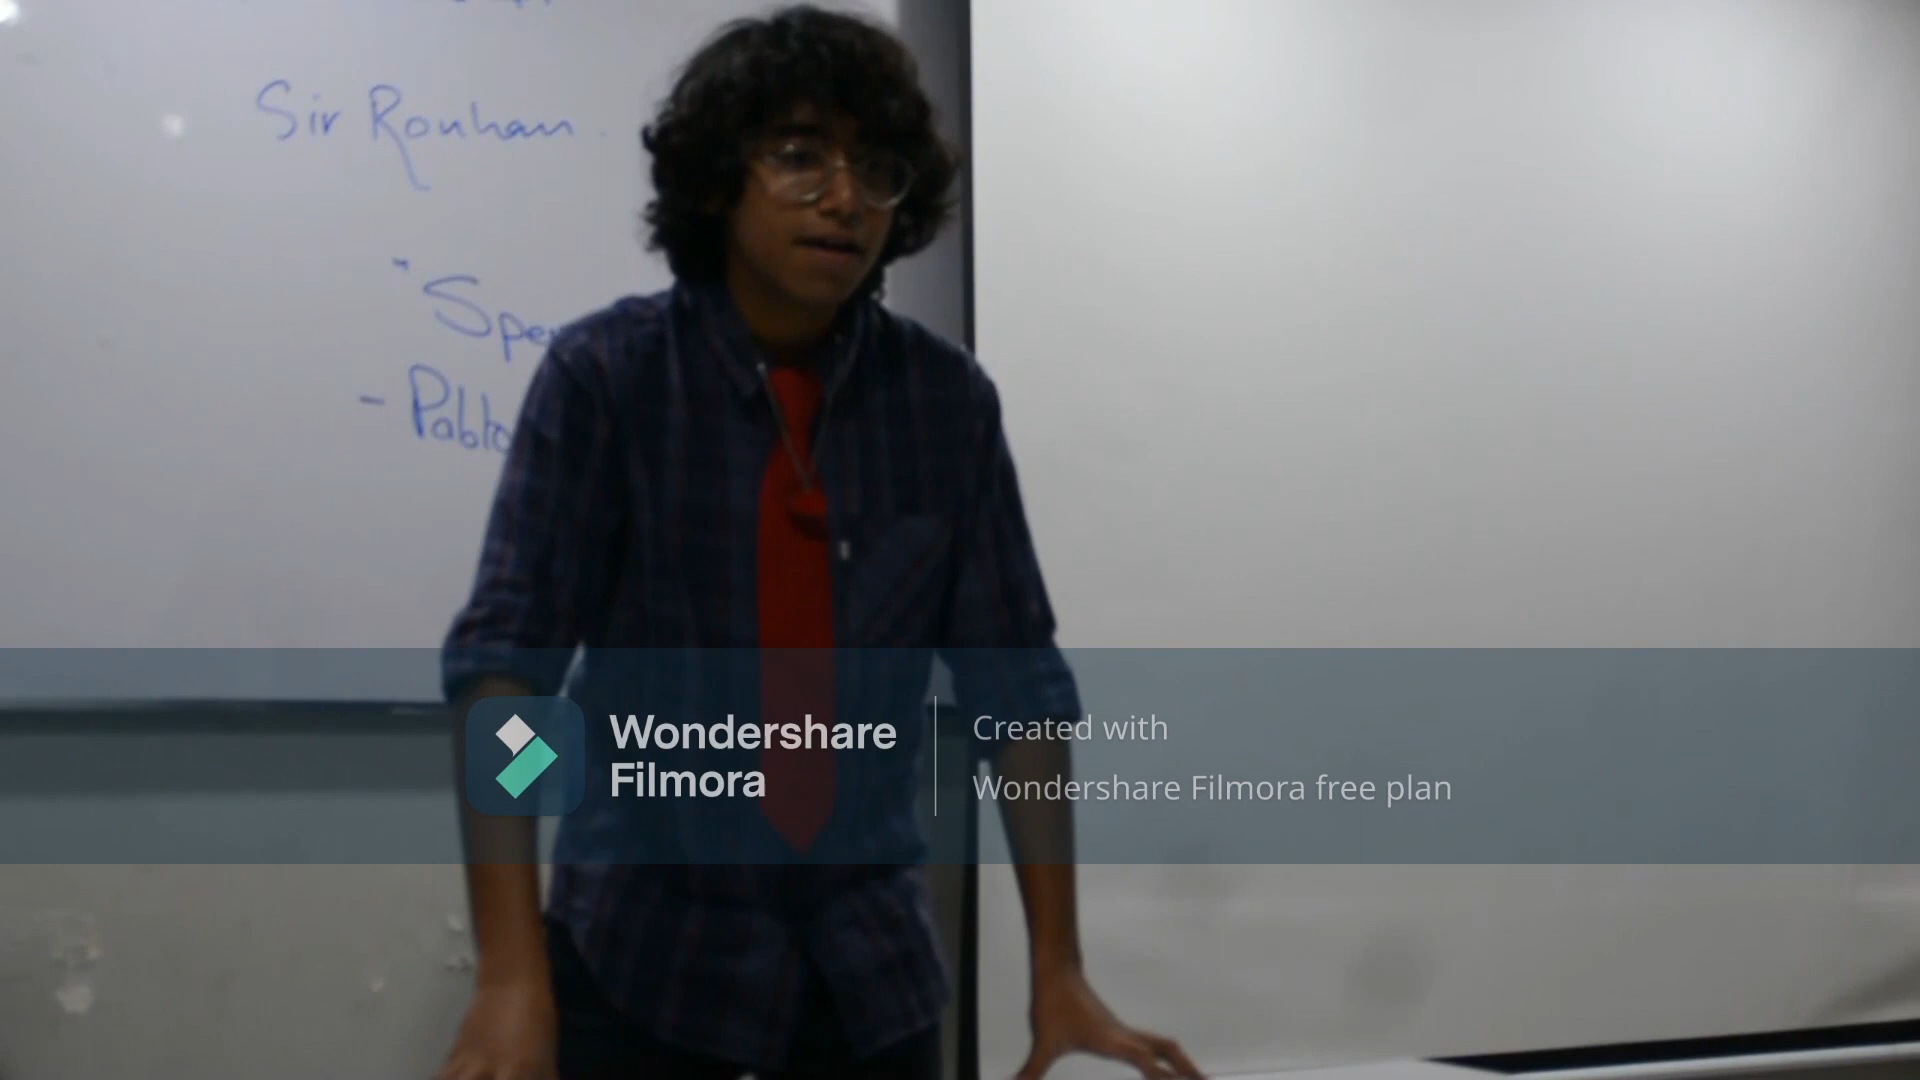 Sir Rouhan.
"Spe
- Pablo
Wondershare
Filmora
Created with
Wondershare Filmora free plan